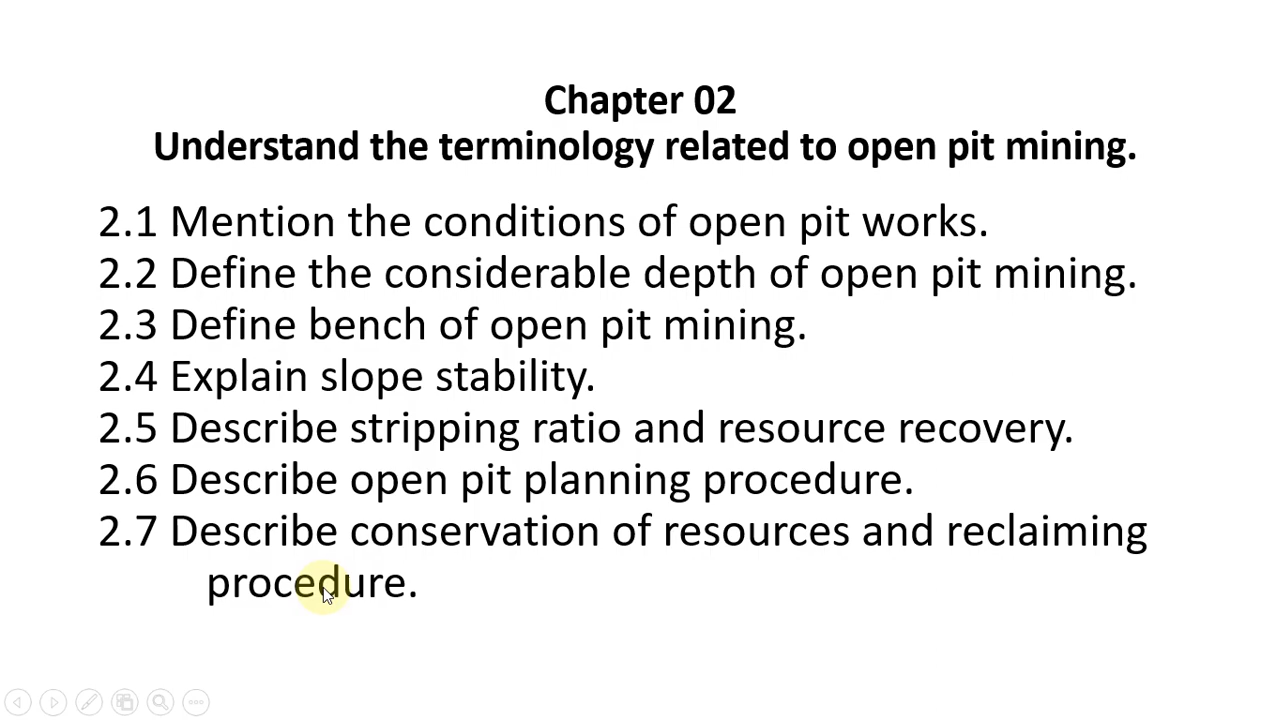 Chapter 02
Understand the terminology related to open pit mining.
2.1 Mention the conditions of open pit works.
2.2 Define the considerable depth of open pit mining.
2.3 Define bench of open pit mining.
2.4 Explain slope stability.
2.5 Describe stripping ratio and resource recovery.
2.6 Describe open pit planning procedure.
2.7 Describe conservation of resources and reclaiming
procedure.